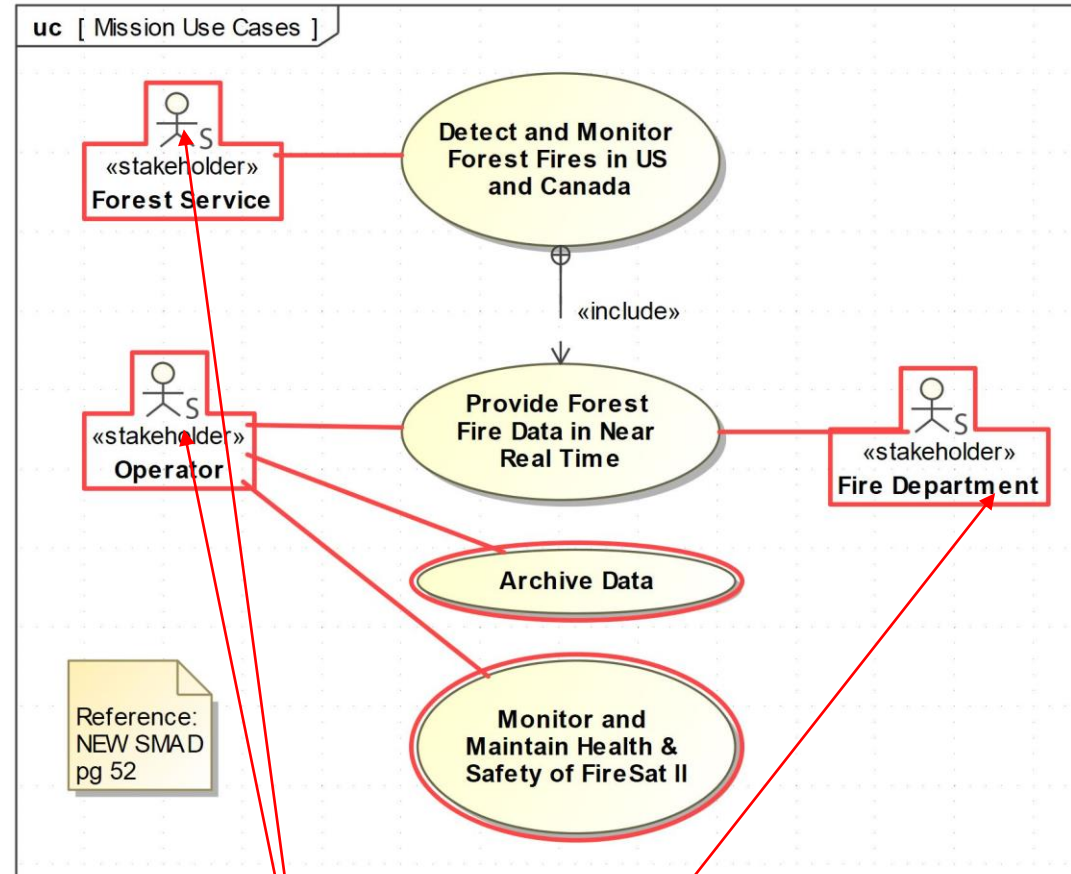 uc [ Mission Use Cases ]
S
«stakeholder»
Forest Service
Detect and Monitor
Forest Fires in US
and Canada
«include»
S
«stakeholder»
Operator
Provide Forest
Fire Data in Near
Real Time
S
«stakeholder»
Fire Department
Archive Data
Monitor and
Maintain Health &
Safety of FireSat II
Reference:
NEW SMAD
pg 52